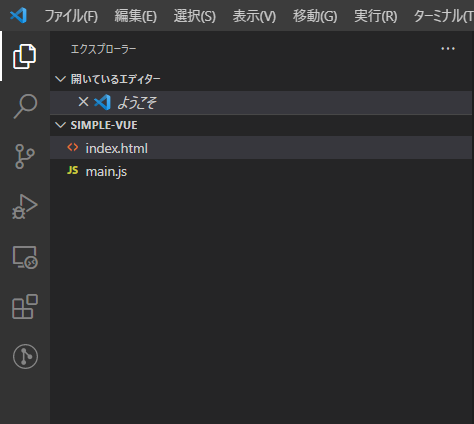 ファイル(F) 編集(E) 選択(S) 表示(V) 移動(G) 実行(R) ターミナル(T
エクスプローラー
開いているエディター
ようこそ
SIMPLE-VUE
index.html
JS main.js